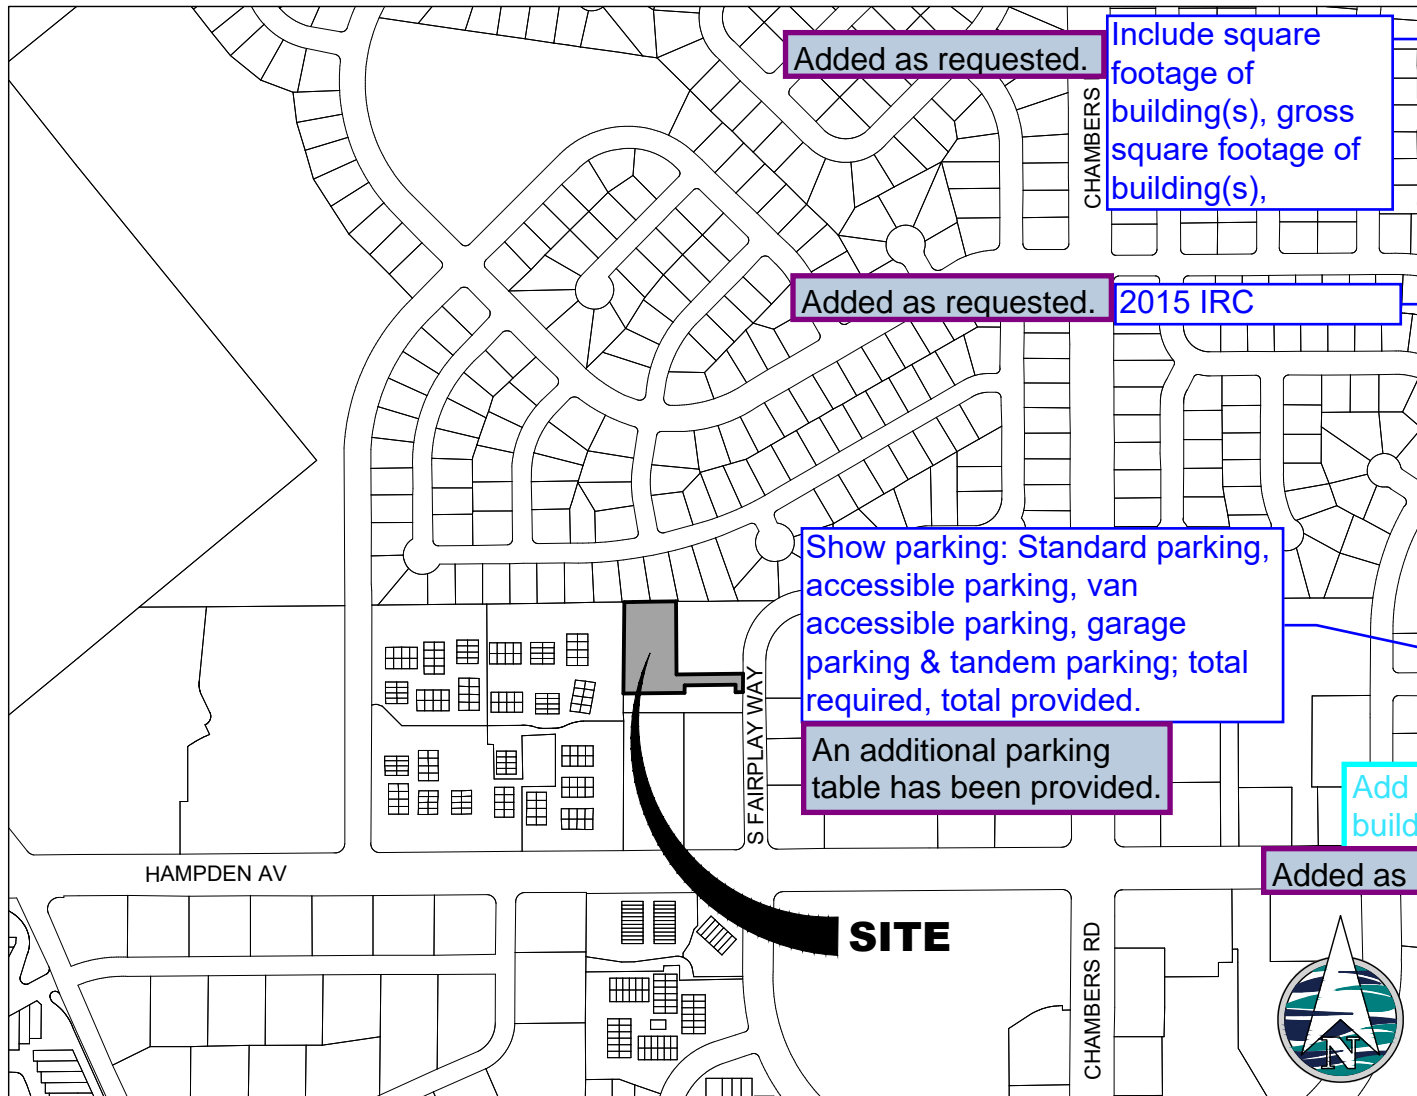 Added as requested.
Include square
footage of
building(s), gross
square footage of
building(s),
CHAMBERS
Added as requested.
2015 IRC
Show parking: Standard parking,
accessible parking, van
accessible parking, garage
parking & tandem parking; total
required, total provided.
An additional parking
table has been provided.
S FAIRPLAY WAY
Add
build
Added as
HAMPDEN AV
SITE
CHAMBERS RD
N